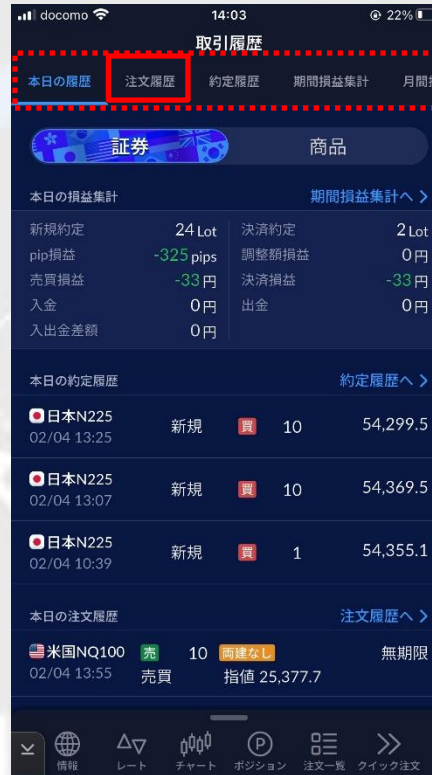 docomo 14:03 22%
取引履歴
本日の履歴 注文履歴 約定履歴 期間損益集計
証券 商品
本日の損益集計 期間損益集計へ >
新規約定 24 Lot 決済約定 2 Lot
pip損益 -325 pips 調整額損益 0円
売買損益 -33 円 決済損益 -33 円
入金 0円 出金 0円
入出金差額 0円
本日の約定履歴 約定履歴へ >
日本N225 新規 買 10 54,299.5
02/04 13:25
日本N225 新規 買 10 54,369.5
02/04 13:07
日本N225 新規 買 1 54,355.1
02/04 10:39
本日の注文履歴 注文履歴へ >
米国NQ100 売 10 両建なし 無期限
02/04 13:55 売買 指値 25,377.7
情報 レート チャート ポジション 注文一覧 クイック注文